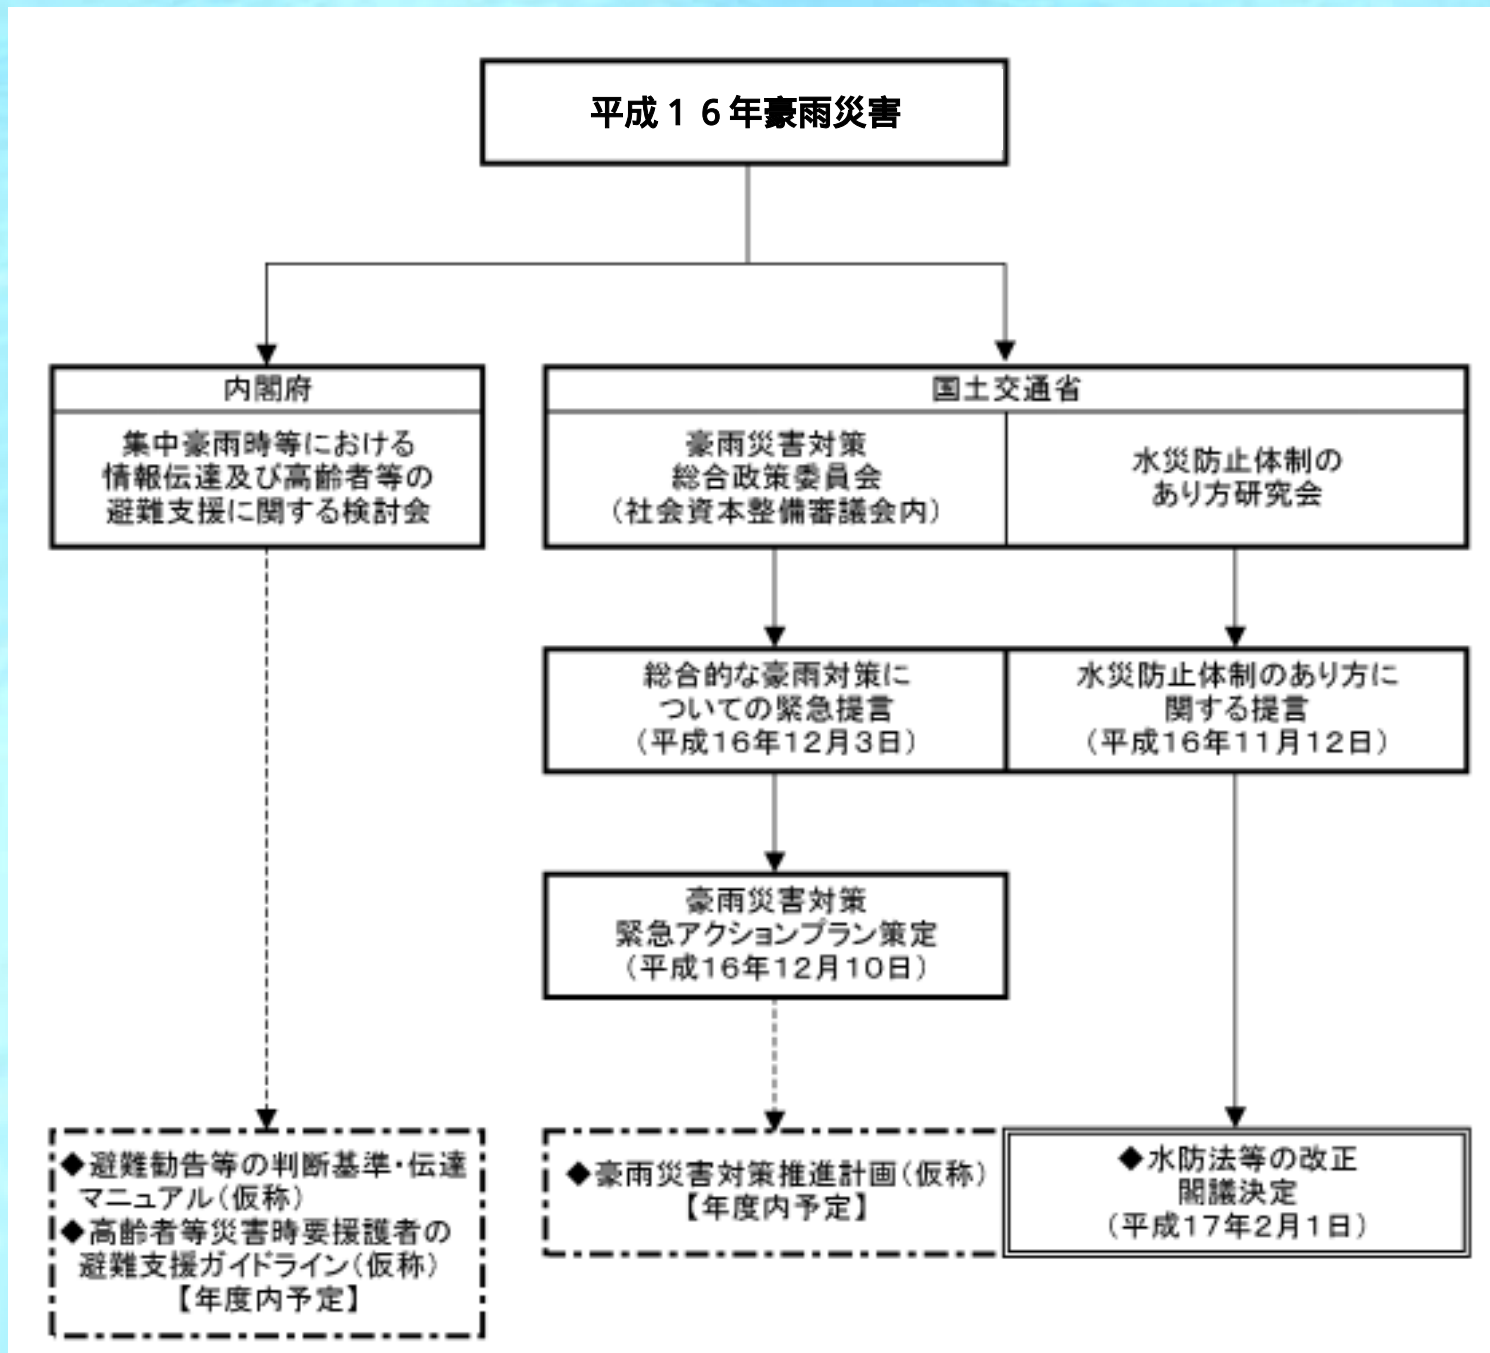 平成１６年豪雨災害
内閣府
集中豪雨時等における
情報伝達及び高齢者等の
避難支援に関する検討会
国土交通省
豪雨災害対策
総合政策委員会
（社会資本整備審議会内）
水災防止体制の
あり方研究会
総合的な豪雨対策に
ついての緊急提言
（平成16年12月3日）
水災防止体制のあり方に
関する提言
（平成16年11月12日）
豪雨災害対策
緊急アクションプラン策定
（平成16年12月10日）
◆避難勧告等の判断基準・伝達
マニュアル（仮称）
◆高齢者等災害時要援護者の
避難支援ガイドライン（仮称）
【年度内予定】
◆豪雨災害対策推進計画（仮称）
【年度内予定】
◆水防法等の改正
閣議決定
（平成17年2月1日）